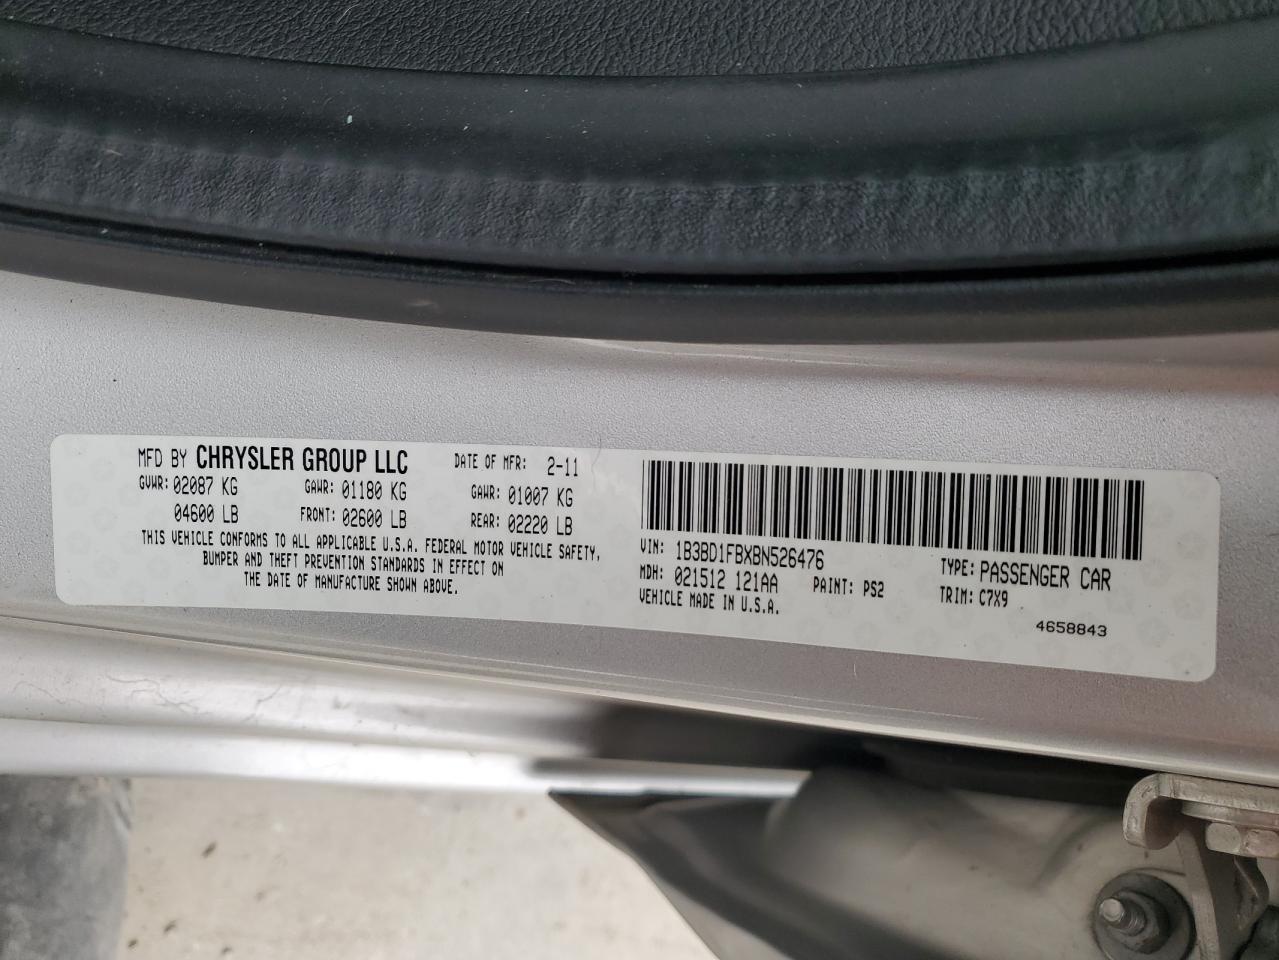 MFD BY CHRYSLER GROUP LLC DATE OF MFR: 2-11
GVWR: 02087 KG GAWR: 01180 KG GAWR: 01007 KG
04600 LB FRONT: 02600 LB REAR: 02220 LB
THIS VEHICLE CONFORMS TO ALL APPLICABLE U.S.A. FEDERAL MOTOR VEHICLE SAFETY,
BUMPER AND THEFT PREVENTION STANDARDS IN EFFECT ON
THE DATE OF MANUFACTURE SHOWN ABOVE.
VIN: 1B3BD1FBXBN526476 TYPE: PASSENGER CAR
MDH: 021512 121AA PAINT: PS2 TRIM: C7X9
VEHICLE MADE IN U.S.A.
4658843